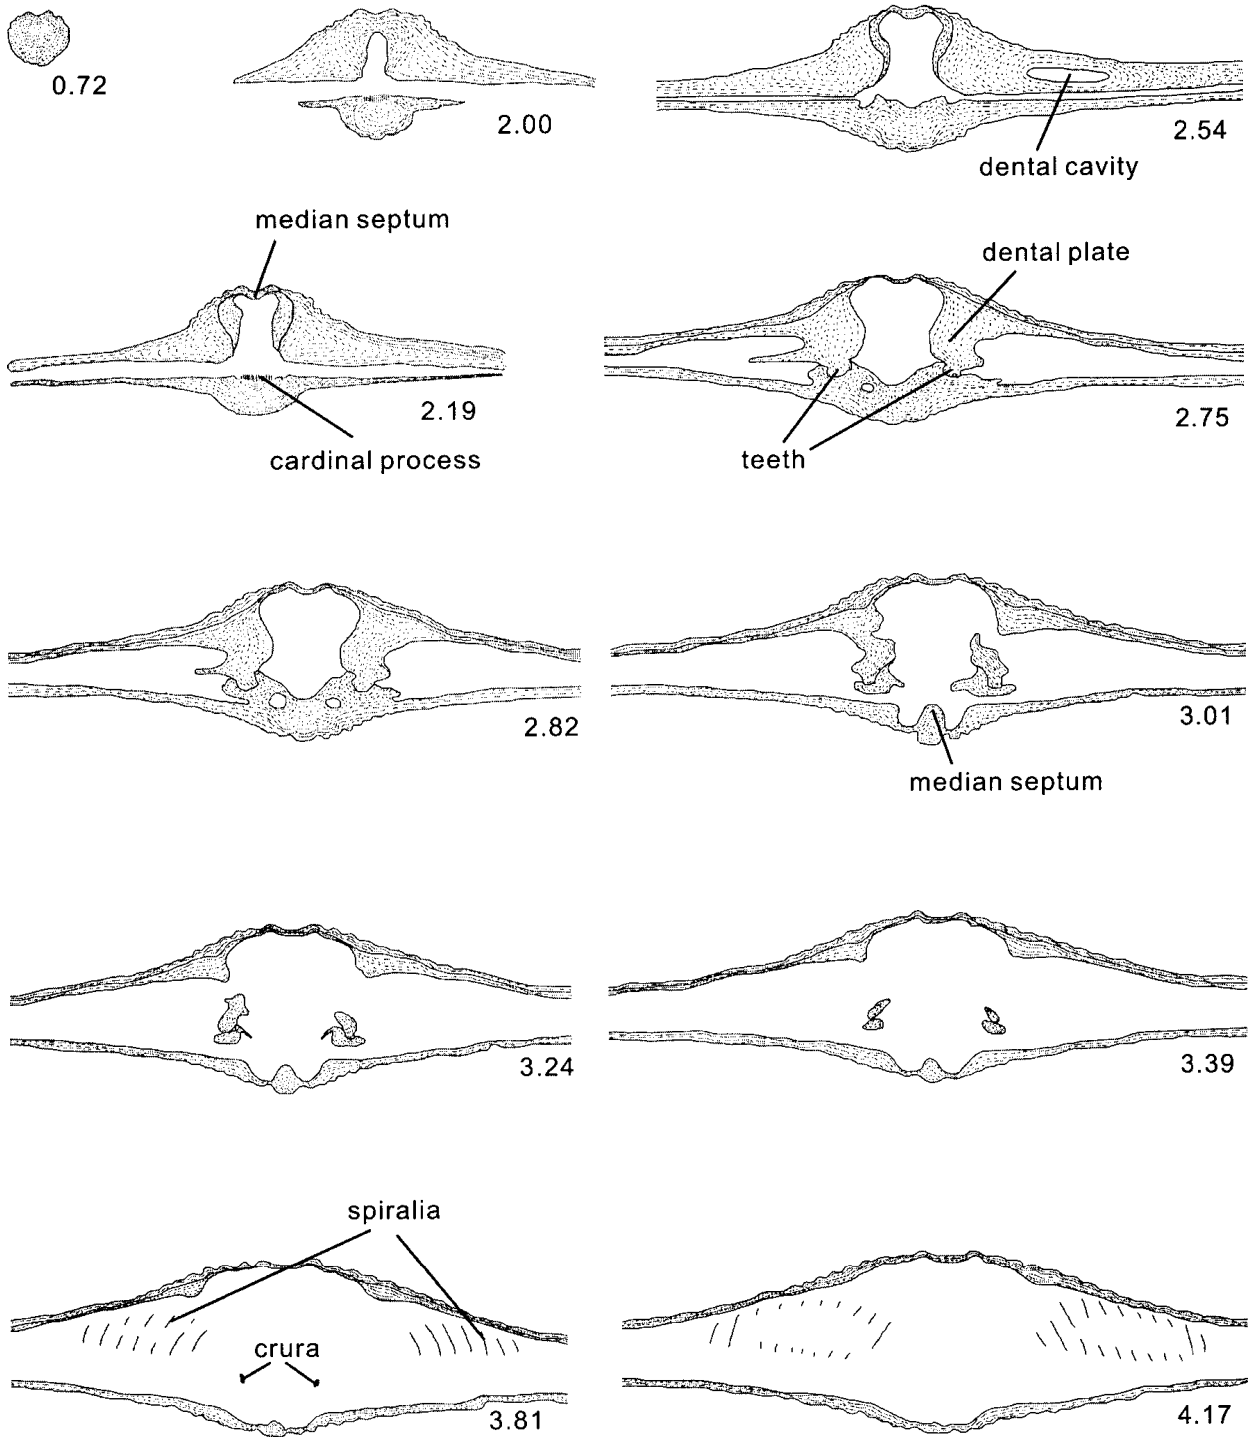 0.72
2.00
2.54
dental cavity
median septum
dental plate
2.19
2.75
cardinal process
teeth
2.82
3.01
median septum
3.24
3.39
spiralia
crura
3.81
4.17